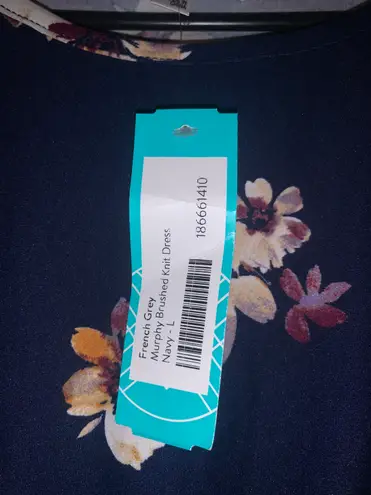 French Grey
Murphy Brushed Knit Dress
Navy - L
186661410